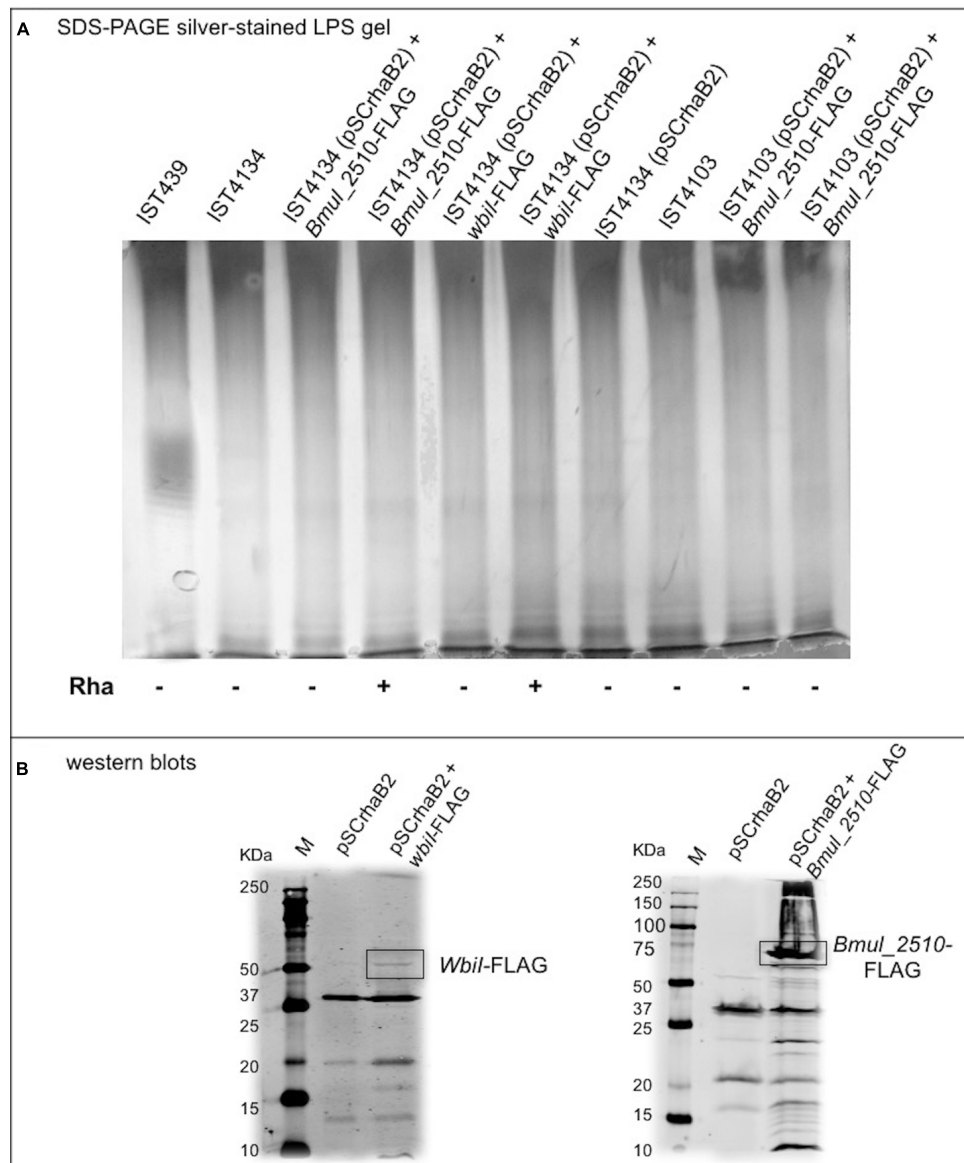 A SDS-PAGE silver-stained LPS gel
IST439
IST4134
IST4134 (pSCrhaB2) +
Bmul_2510-FLAG
IST4134 (pSCrhaB2) +
Bmul_2510-FLAG
IST4134 (pSCrhaB2) +
wbiI-FLAG
IST4134 (pSCrhaB2) +
wbiI-FLAG
IST4134 (pSCrhaB2)
IST4103
IST4103 (pSCrhaB2) +
Bmul_2510-FLAG
IST4103 (pSCrhaB2) +
Bmul_2510-FLAG
Rha - - - + - + - - - -
B western blots
KDa
M
pSCrhaB2
pSCrhaB2 +
wbiI-FLAG
250
50
37
25
20
15
10
WbiI-FLAG
KDa
M
pSCrhaB2
pSCrhaB2 +
Bmul_2510-FLAG
250
150
100
75
50
37
25
20
15
10
Bmul_2510-
FLAG